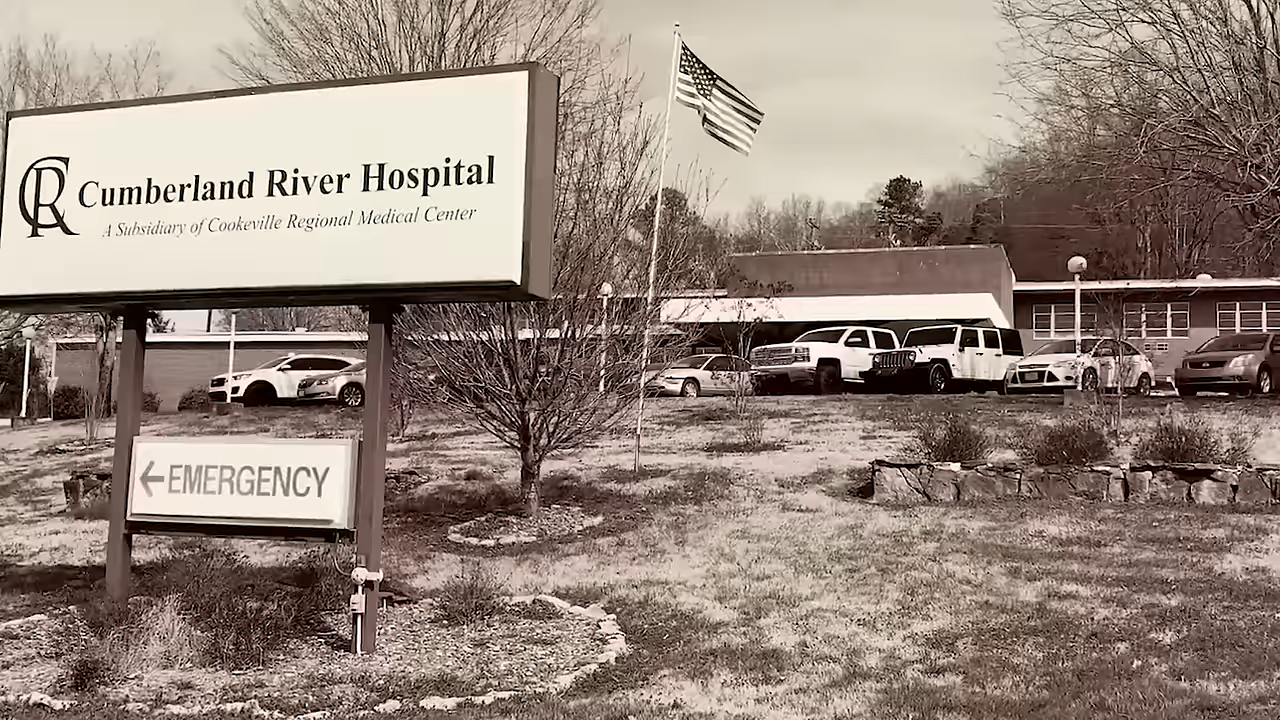 CR Cumberland River Hospital
A Subsidiary of Cookeville Regional Medical Center
←EMERGENCY